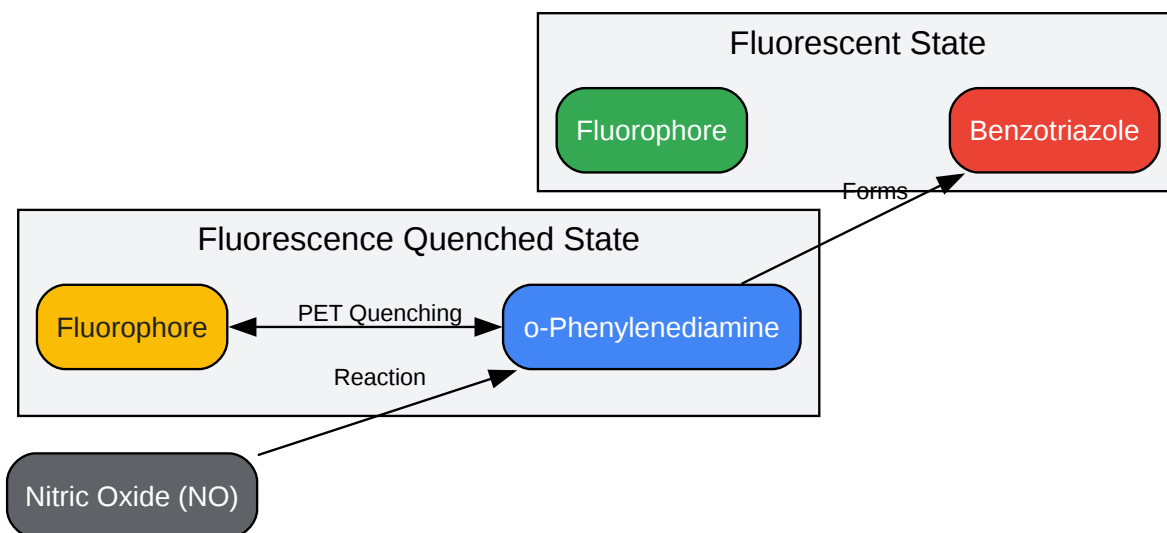 Fluorescent State
Fluorophore
Benzotriazole
Forms
Fluorescence Quenched State
Fluorophore
PET Quenching
o-Phenylenediamine
Reaction
Nitric Oxide (NO)